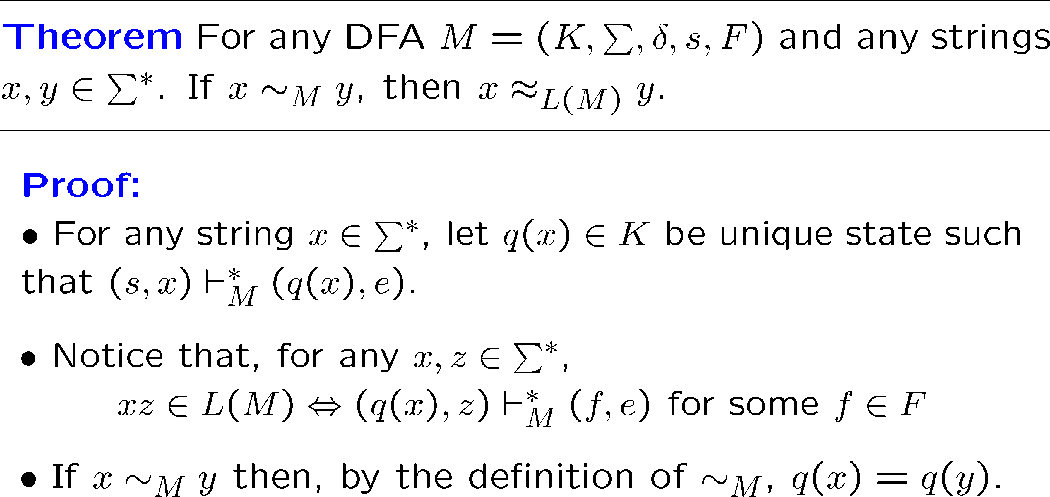 Theorem For any DFA M = (K, Σ, δ, s, F) and any strings
x, y ∈ Σ*. If x ∼_M y, then x ≈_{L(M)} y.
Proof:
• For any string x ∈ Σ*, let q(x) ∈ K be unique state such
that (s, x) ⊢*_M (q(x), e).
• Notice that, for any x, z ∈ Σ*,
xz ∈ L(M) ⇔ (q(x), z) ⊢*_M (f, e) for some f ∈ F
• If x ∼_M y then, by the definition of ∼_M, q(x) = q(y).